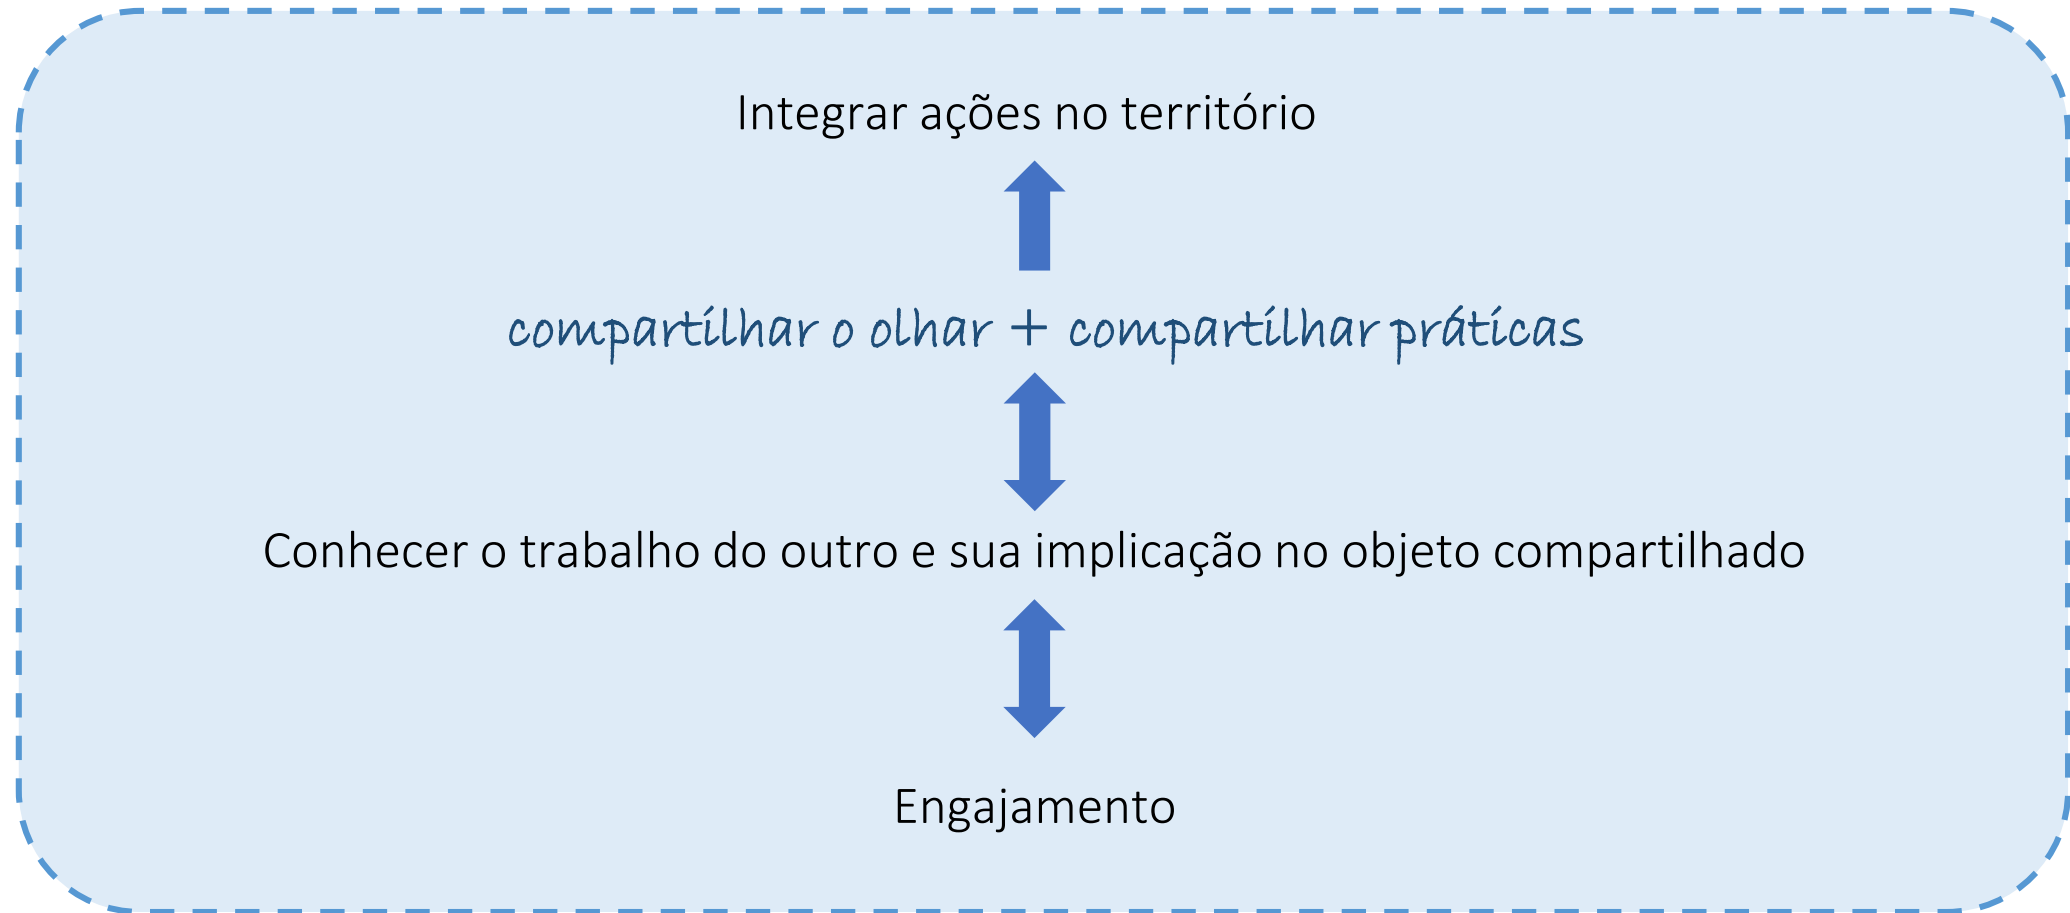 Integrar ações no território
compartilhar o olhar + compartilhar práticas
Conhecer o trabalho do outro e sua implicação no objeto compartilhado
Engajamento